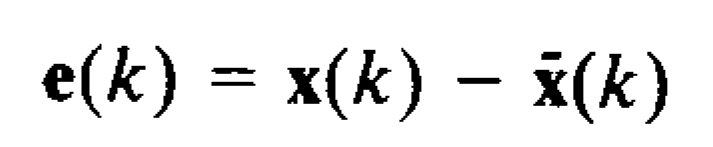 𝐞(k) = 𝐱(k) − 𝐱̄(k)